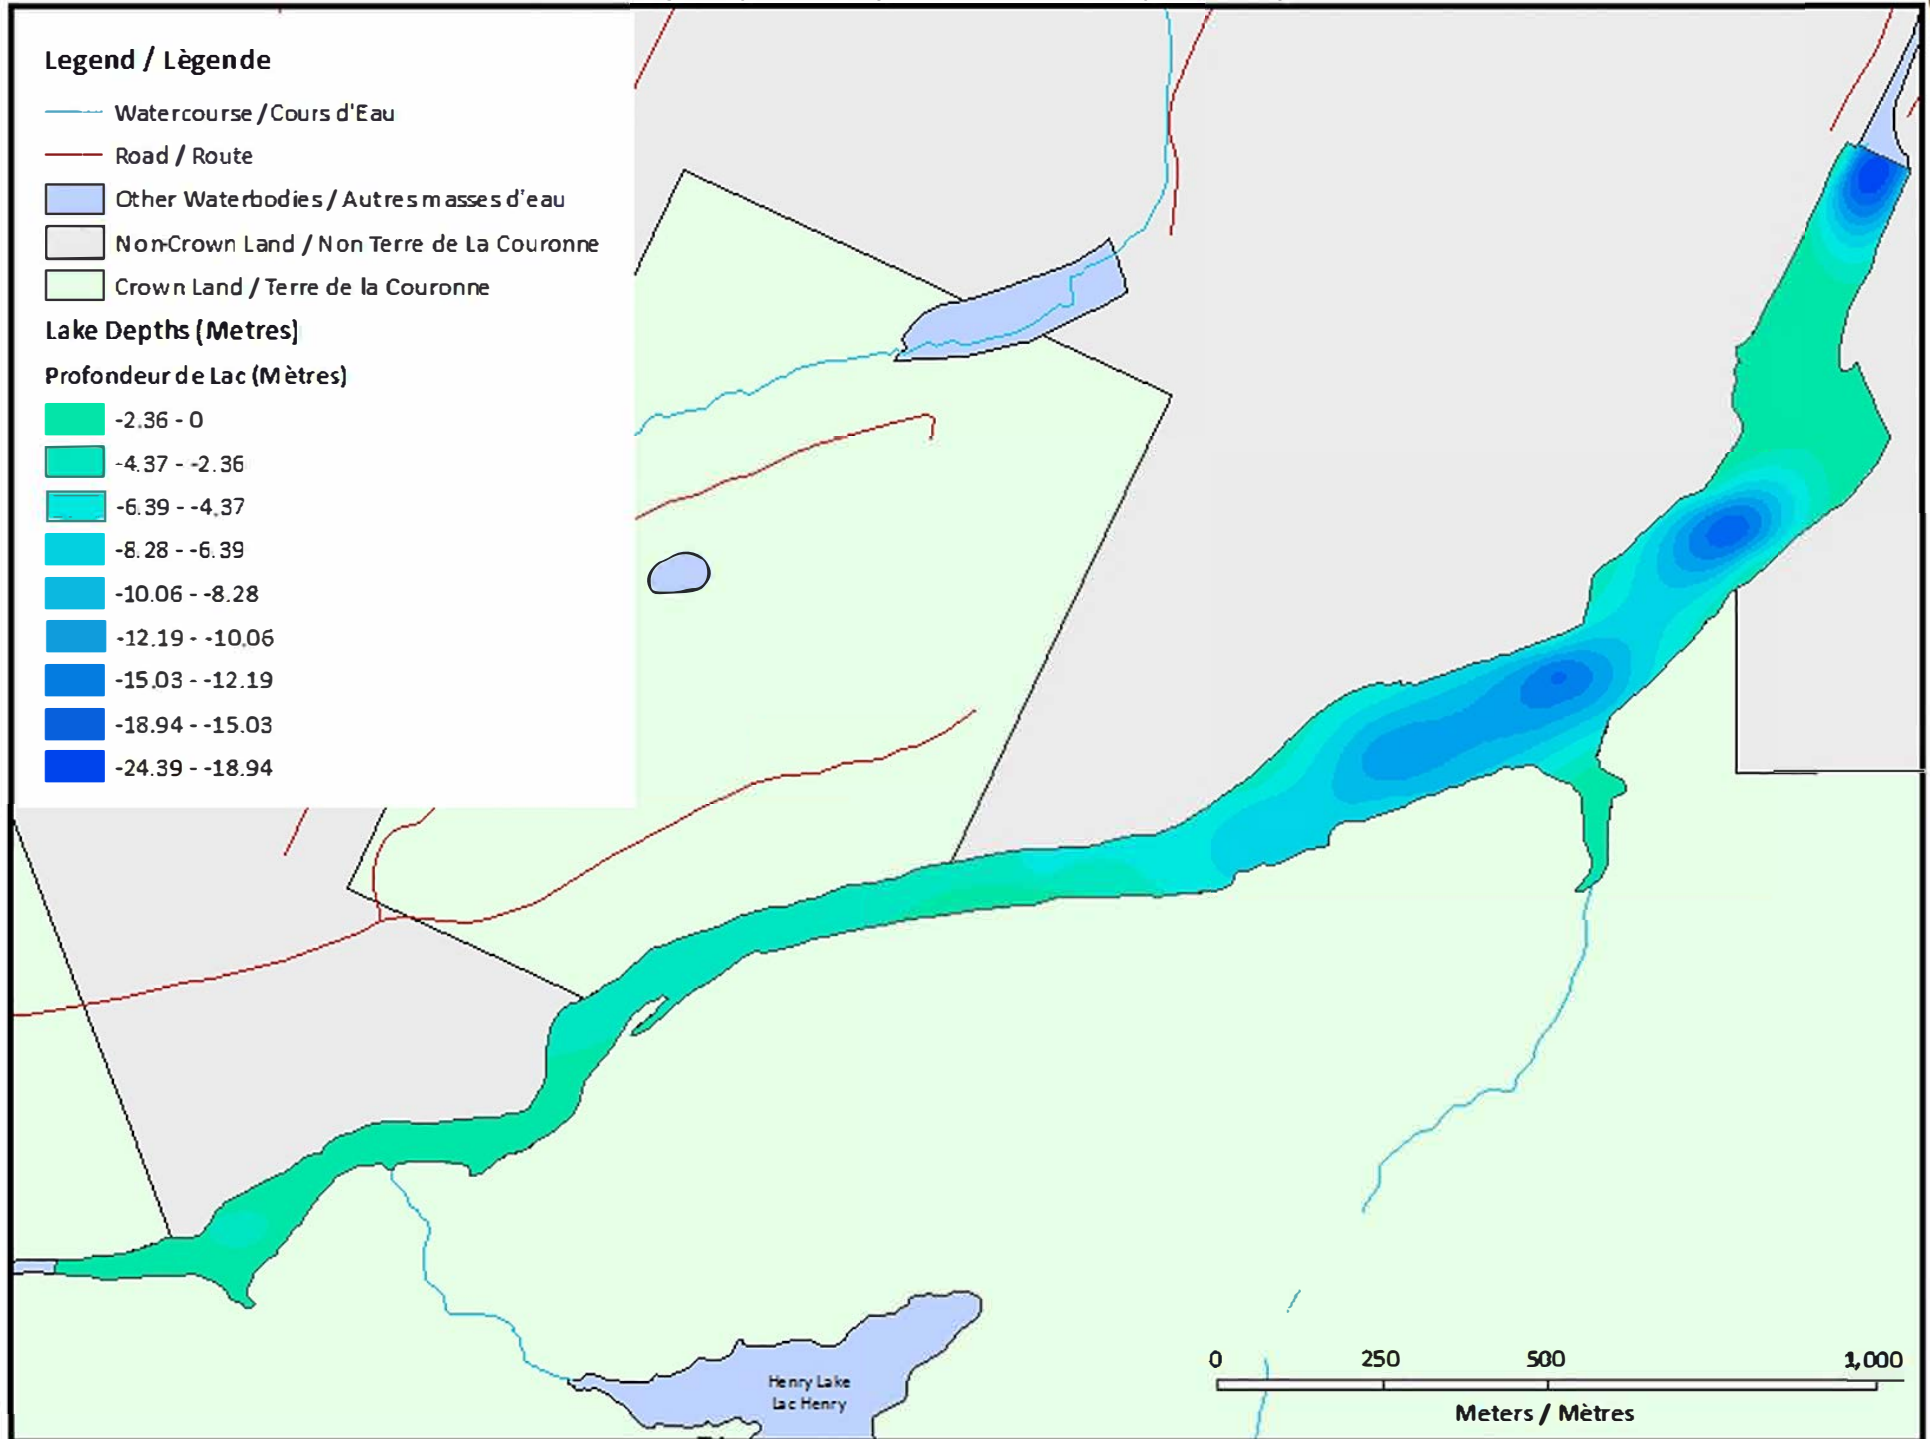 Legend / Lègende
Watercourse / Cours d'Eau
Road / Route
Other Waterbodies / Autres masses d'eau
Non-Crown Land / Non Terre de La Couronne
Crown Land / Terre de la Couronne
Lake Depths (Metres)
Profondeur de Lac (Mètres)
-2.36 - 0
-4.37 - -2.36
-6.39 - -4.37
-8.28 - -6.39
-10.06 - -8.28
-12.19 - -10.06
-15.03 - -12.19
-18.94 - -15.03
-24.39 - -18.94
Henry Lake
Lac Henry
0 250 500 1,000
Meters / Mètres